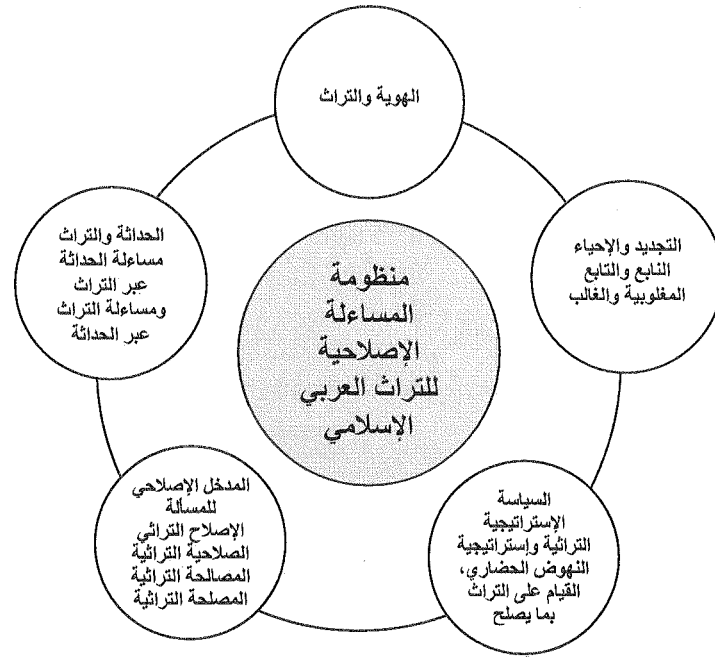 الهوية والتراث
التجديد والإحياء
النابع والتابع
المغلوبية والغالب
السياسة
الإستراتيجية
التراثية وإستراتيجية
النهوض الحضاري،
القيام على التراث
بما يصلح
المدخل الإصلاحي
للمسألة
الإصلاح التراثي
الصلاحية التراثية
المصالحة التراثية
المصلحة التراثية
الحداثة والتراث
مساءلة الحداثة
عبر التراث
ومساءلة التراث
عبر الحداثة
منظومة
المساءلة
الإصلاحية
للتراث العربي
الإسلامي